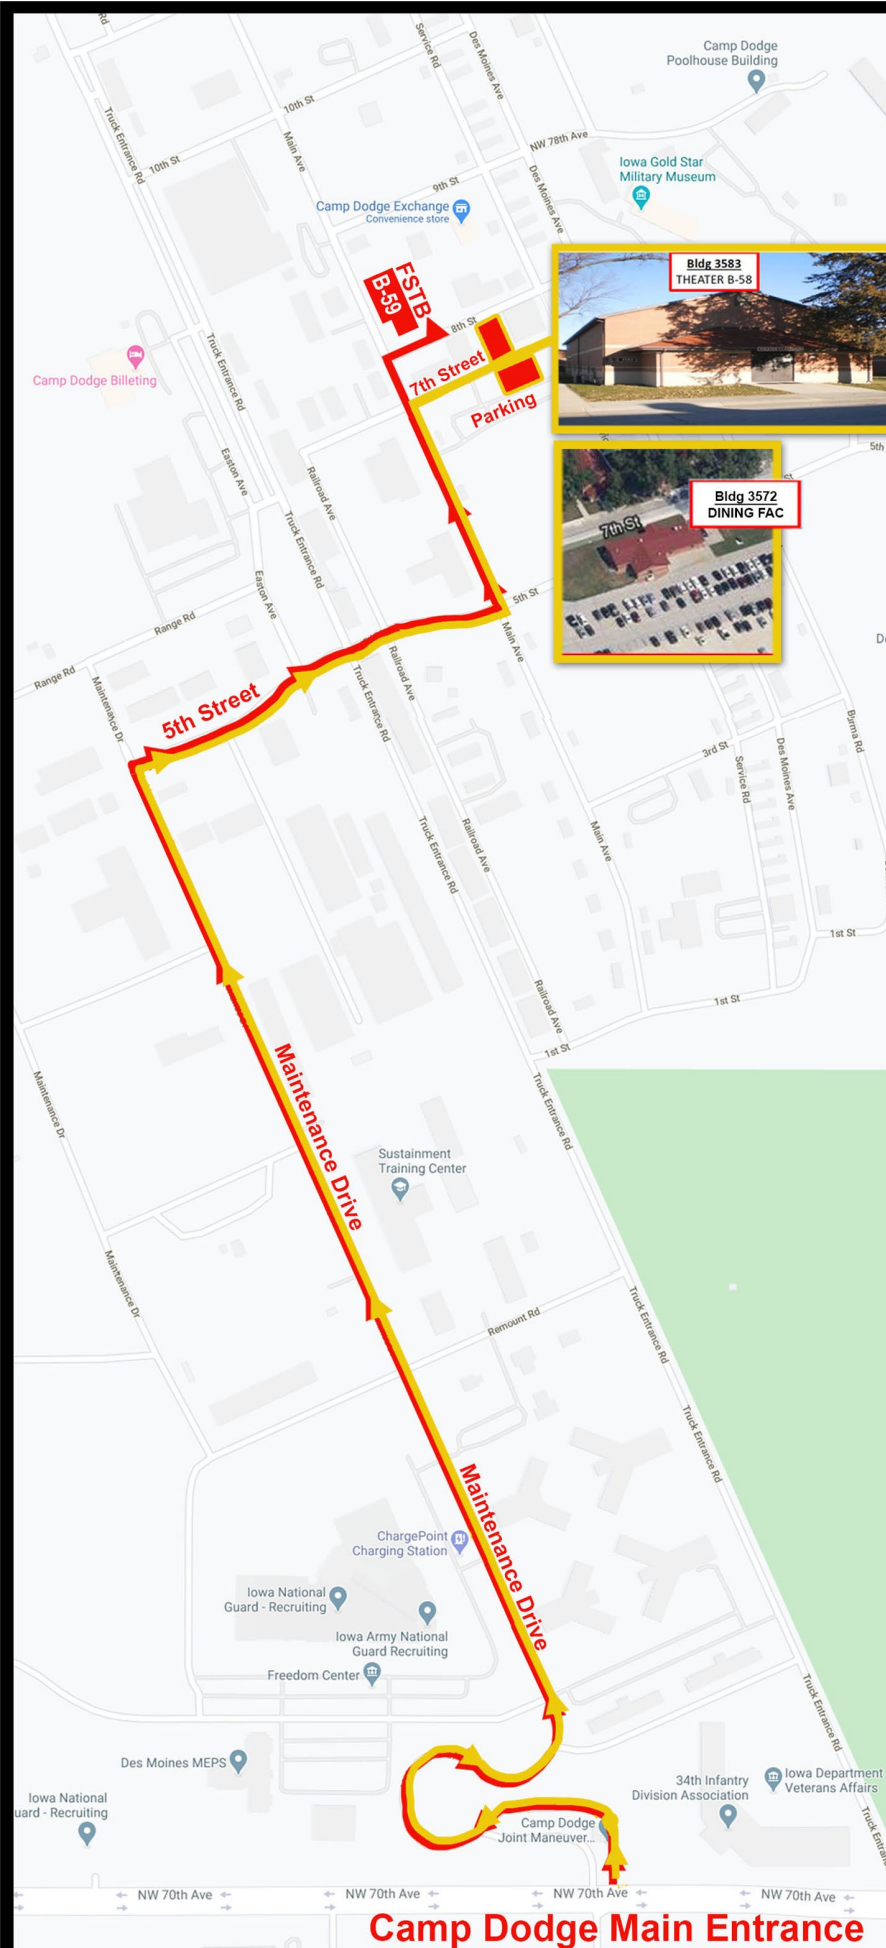 Rd
Service Rd
Des Moines Ave
Camp Dodge
Poolhouse Building
10th St
Truck Entrance Rd
Main Ave
NW 78th Ave
10th St
Iowa Gold Star
Military Museum
9th St
Des Moines Ave
Camp Dodge Exchange
Convenience store
Bldg 3583
THEATER B-58
FSTB
B-59
8th St
Truck Entrance Rd
7th Street
Camp Dodge Billeting
Parking
5th
Easton Ave
Railroad Ave
St
Bldg 3572
DINING FAC
7th St
Truck Entrance Rd
Easton Ave
5th St
Range Rd
Main Ave
Range Rd
Railroad Ave
Maintenance Dr
5th Street
Truck Entrance Rd
Burma Rd
3rd St
Des Moines Ave
Service Rd
Truck Entrance Rd
Railroad Ave
Main Ave
1st St
Railroad Ave
1st St
1st St
Maintenance Dr
Maintenance Drive
Truck Entrance Rd
Sustainment
Training Center
Maintenance Dr
Remount Rd
Truck Entrance Rd
Truck Entrance Rd
Maintenance Drive
ChargePoint
Charging Station
Iowa National
Guard - Recruiting
Iowa Army National
Guard Recruiting
Freedom Center
Truck Entrance Rd
Des Moines MEPS
34th Infantry
Division Association
Iowa Department
Veterans Affairs
Iowa National
uard - Recruiting
Camp Dodge
Joint Maneuver...
Truck Entran
NW 70th Ave
NW 70th Ave
NW 70th Ave
NW 70th Ave
Camp Dodge Main Entrance